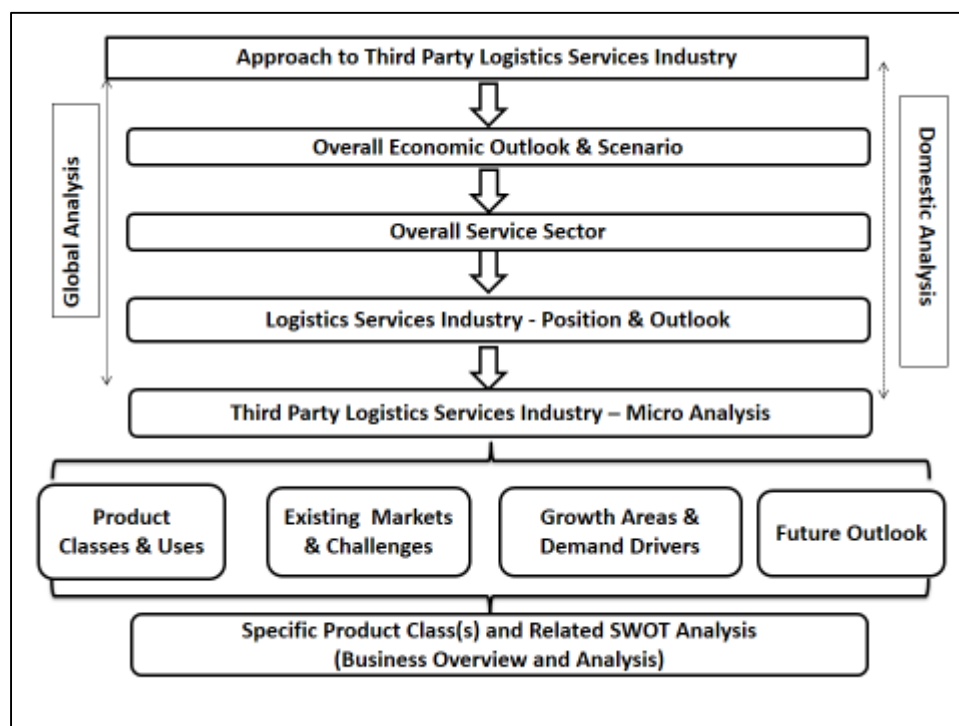 Approach to Third Party Logistics Services Industry
Global Analysis
Domestic Analysis
Overall Economic Outlook & Scenario
Overall Service Sector
Logistics Services Industry - Position & Outlook
Third Party Logistics Services Industry – Micro Analysis
Product
Classes & Uses
Existing Markets
& Challenges
Growth Areas &
Demand Drivers
Future Outlook
Specific Product Class(s) and Related SWOT Analysis
(Business Overview and Analysis)